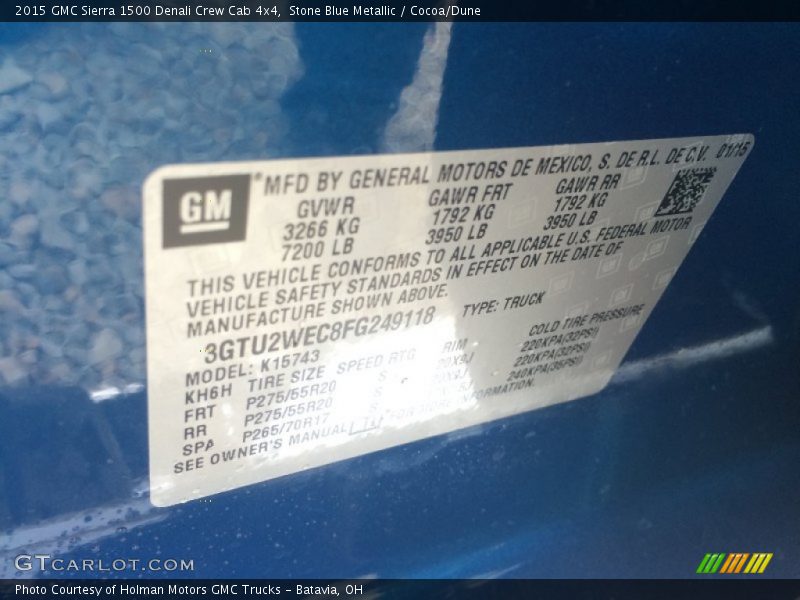 2015 GMC Sierra 1500 Denali Crew Cab 4x4, Stone Blue Metallic / Cocoa/Dune
GM
MFD BY GENERAL MOTORS DE MEXICO, S. DE R.L. DE C.V. 01/15
GVWR GAWR FRT GAWR RR
3266 KG 1792 KG 1792 KG
7200 LB 3950 LB 3950 LB
THIS VEHICLE CONFORMS TO ALL APPLICABLE U.S. FEDERAL MOTOR
VEHICLE SAFETY STANDARDS IN EFFECT ON THE DATE OF
MANUFACTURE SHOWN ABOVE.
3GTU2WEC8FG249118 TYPE: TRUCK
MODEL: K15743
KH6H TIRE SIZE SPEED RTG RIM COLD TIRE PRESSURE
FRT P275/55R20 S 20X9J 220KPA(32PSI)
RR P275/55R20 S 20X9J 220KPA(32PSI)
SPA P265/70R17 240KPA(35PSI)
SEE OWNER'S MANUAL FOR MORE INFORMATION.
GTCARLOT.COM
Photo Courtesy of Holman Motors GMC Trucks - Batavia, OH